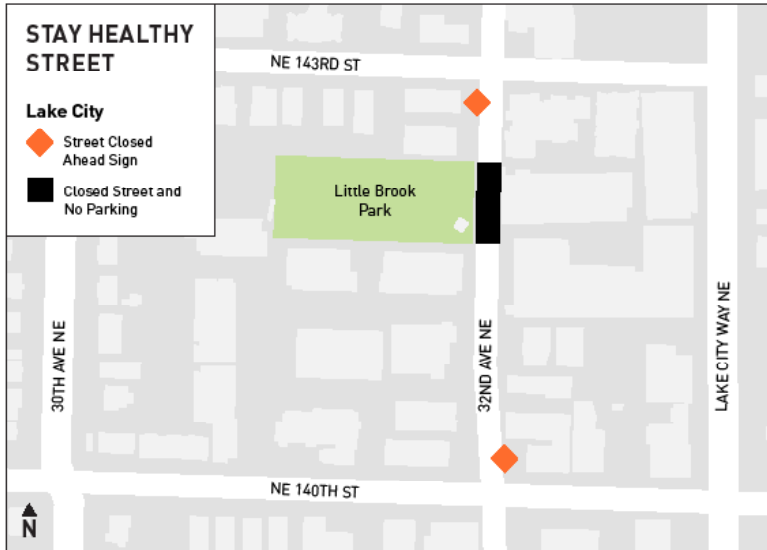 STAY HEALTHY
STREET
Lake City
Street Closed
Ahead Sign
Closed Street and
No Parking
NE 143RD ST
Little Brook
Park
30TH AVE NE
32ND AVE NE
LAKE CITY WAY NE
NE 140TH ST
N